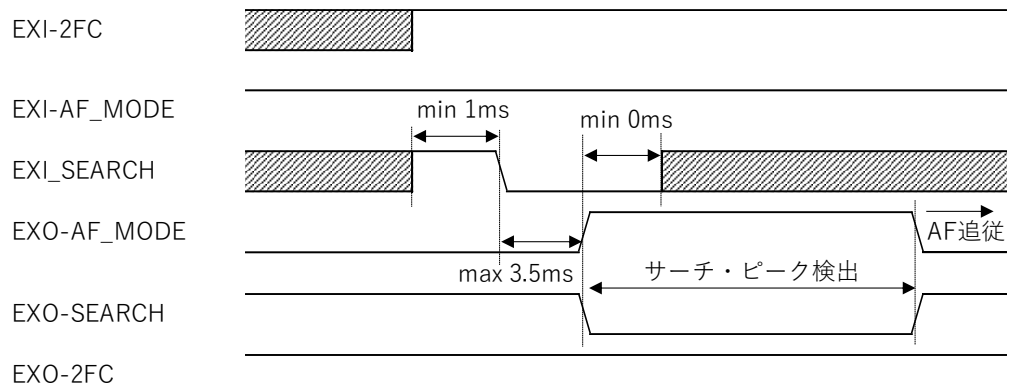 EXI-2FC
EXI-AF_MODE
min 1ms
min 0ms
EXI_SEARCH
EXO-AF_MODE
AF追従
max 3.5ms
サーチ・ピーク検出
EXO-SEARCH
EXO-2FC